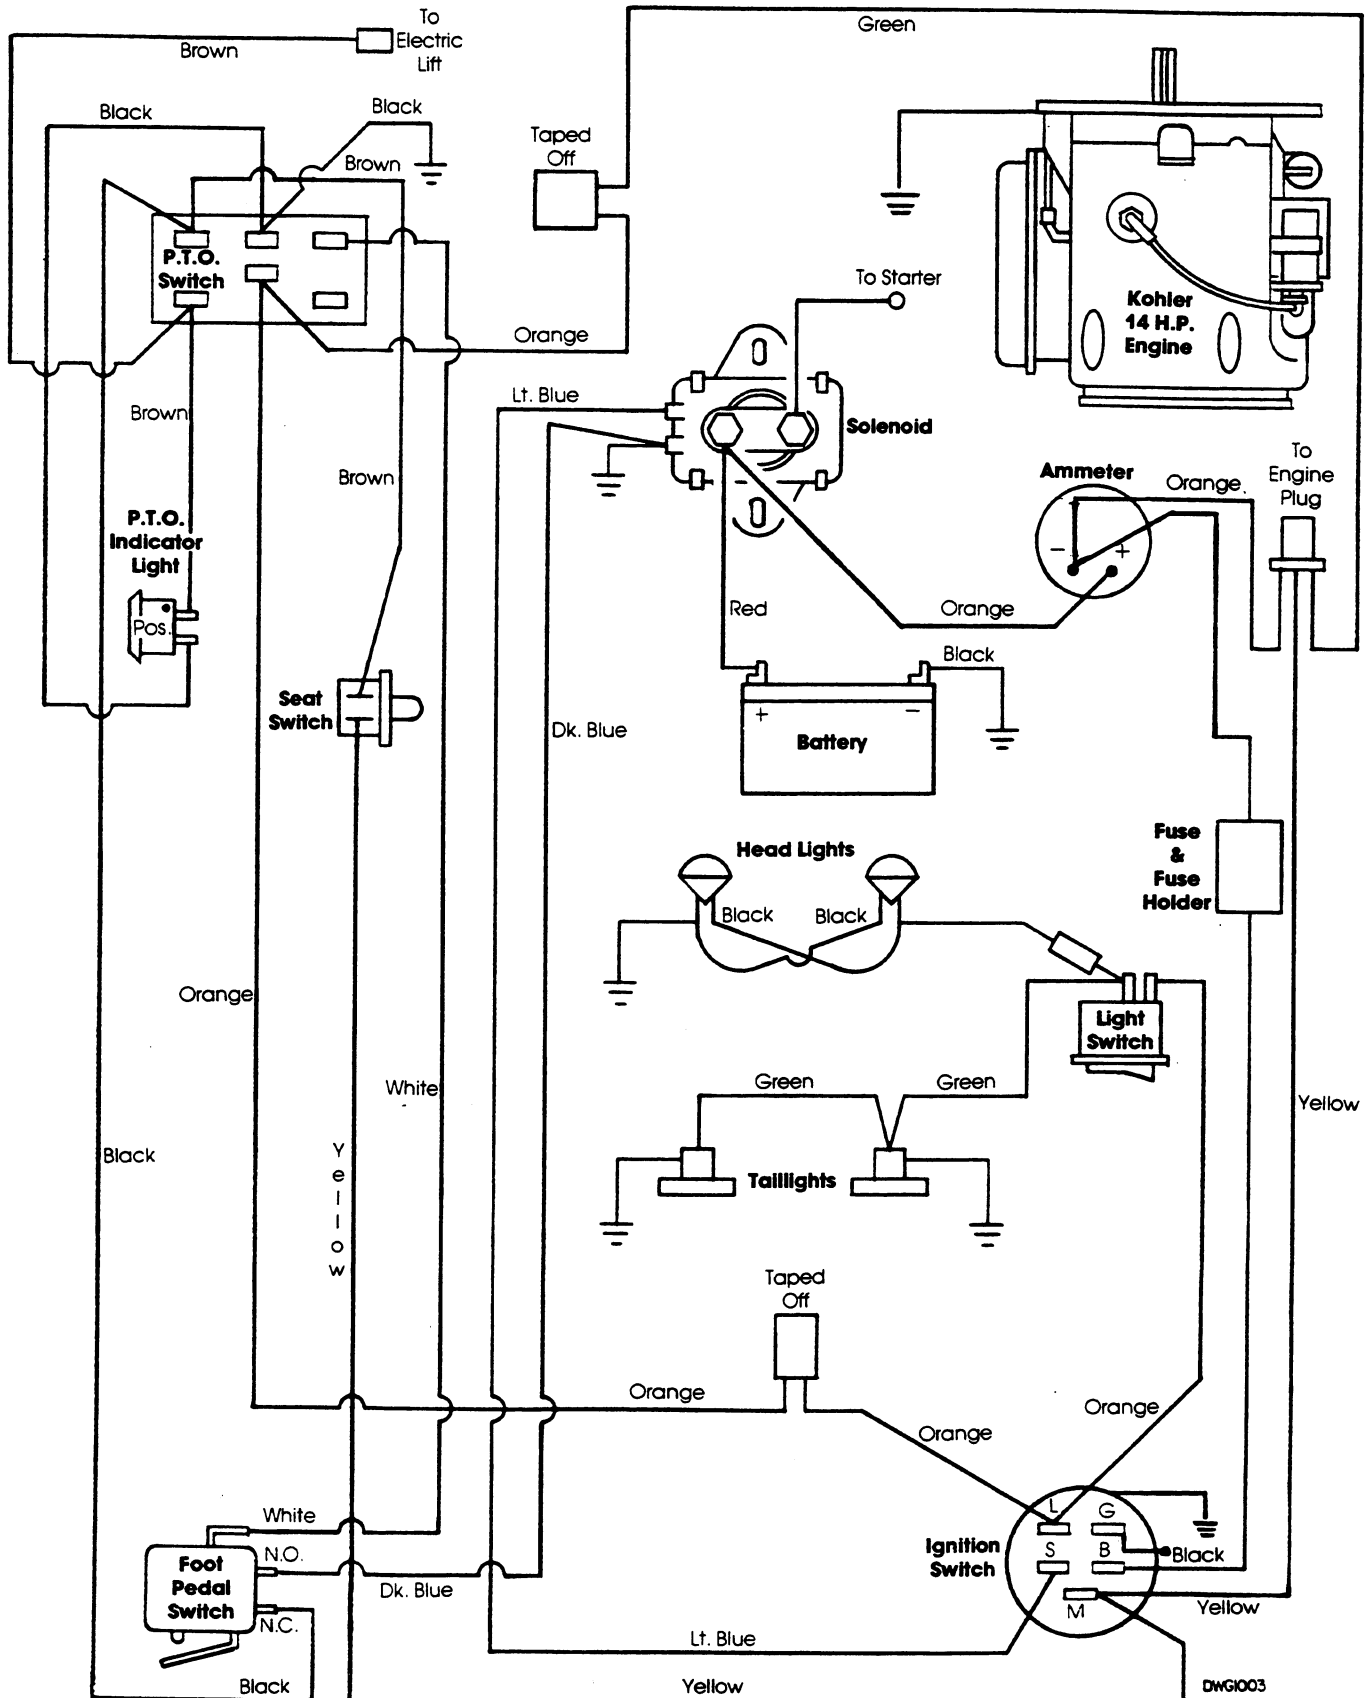 To
Electric
Lift
Brown
Green
Black
Black
Brown
Taped
Off
P.T.O.
Switch
To Starter
Kohler
14 H.P.
Engine
Orange
Lt. Blue
Brown
Solenoid
Brown
Ammeter
Orange
To
Engine
Plug
P.T.O.
Indicator
Light
Pos.
- +
+
Red
Orange
Black
Seat
Switch
Dk. Blue
+ -
Battery
Head Lights
Black
Black
Fuse
&
Fuse
Holder
Orange
Light
Switch
White
Green
Green
Yellow
Black
Yellow
Taillights
Taped
Off
Orange
Orange
Orange
White
L
G
S
B
M
Ignition
Switch
Black
Foot
Pedal
Switch
N.O.
N.C.
Dk. Blue
Yellow
Lt. Blue
Black
Yellow
DWG1003